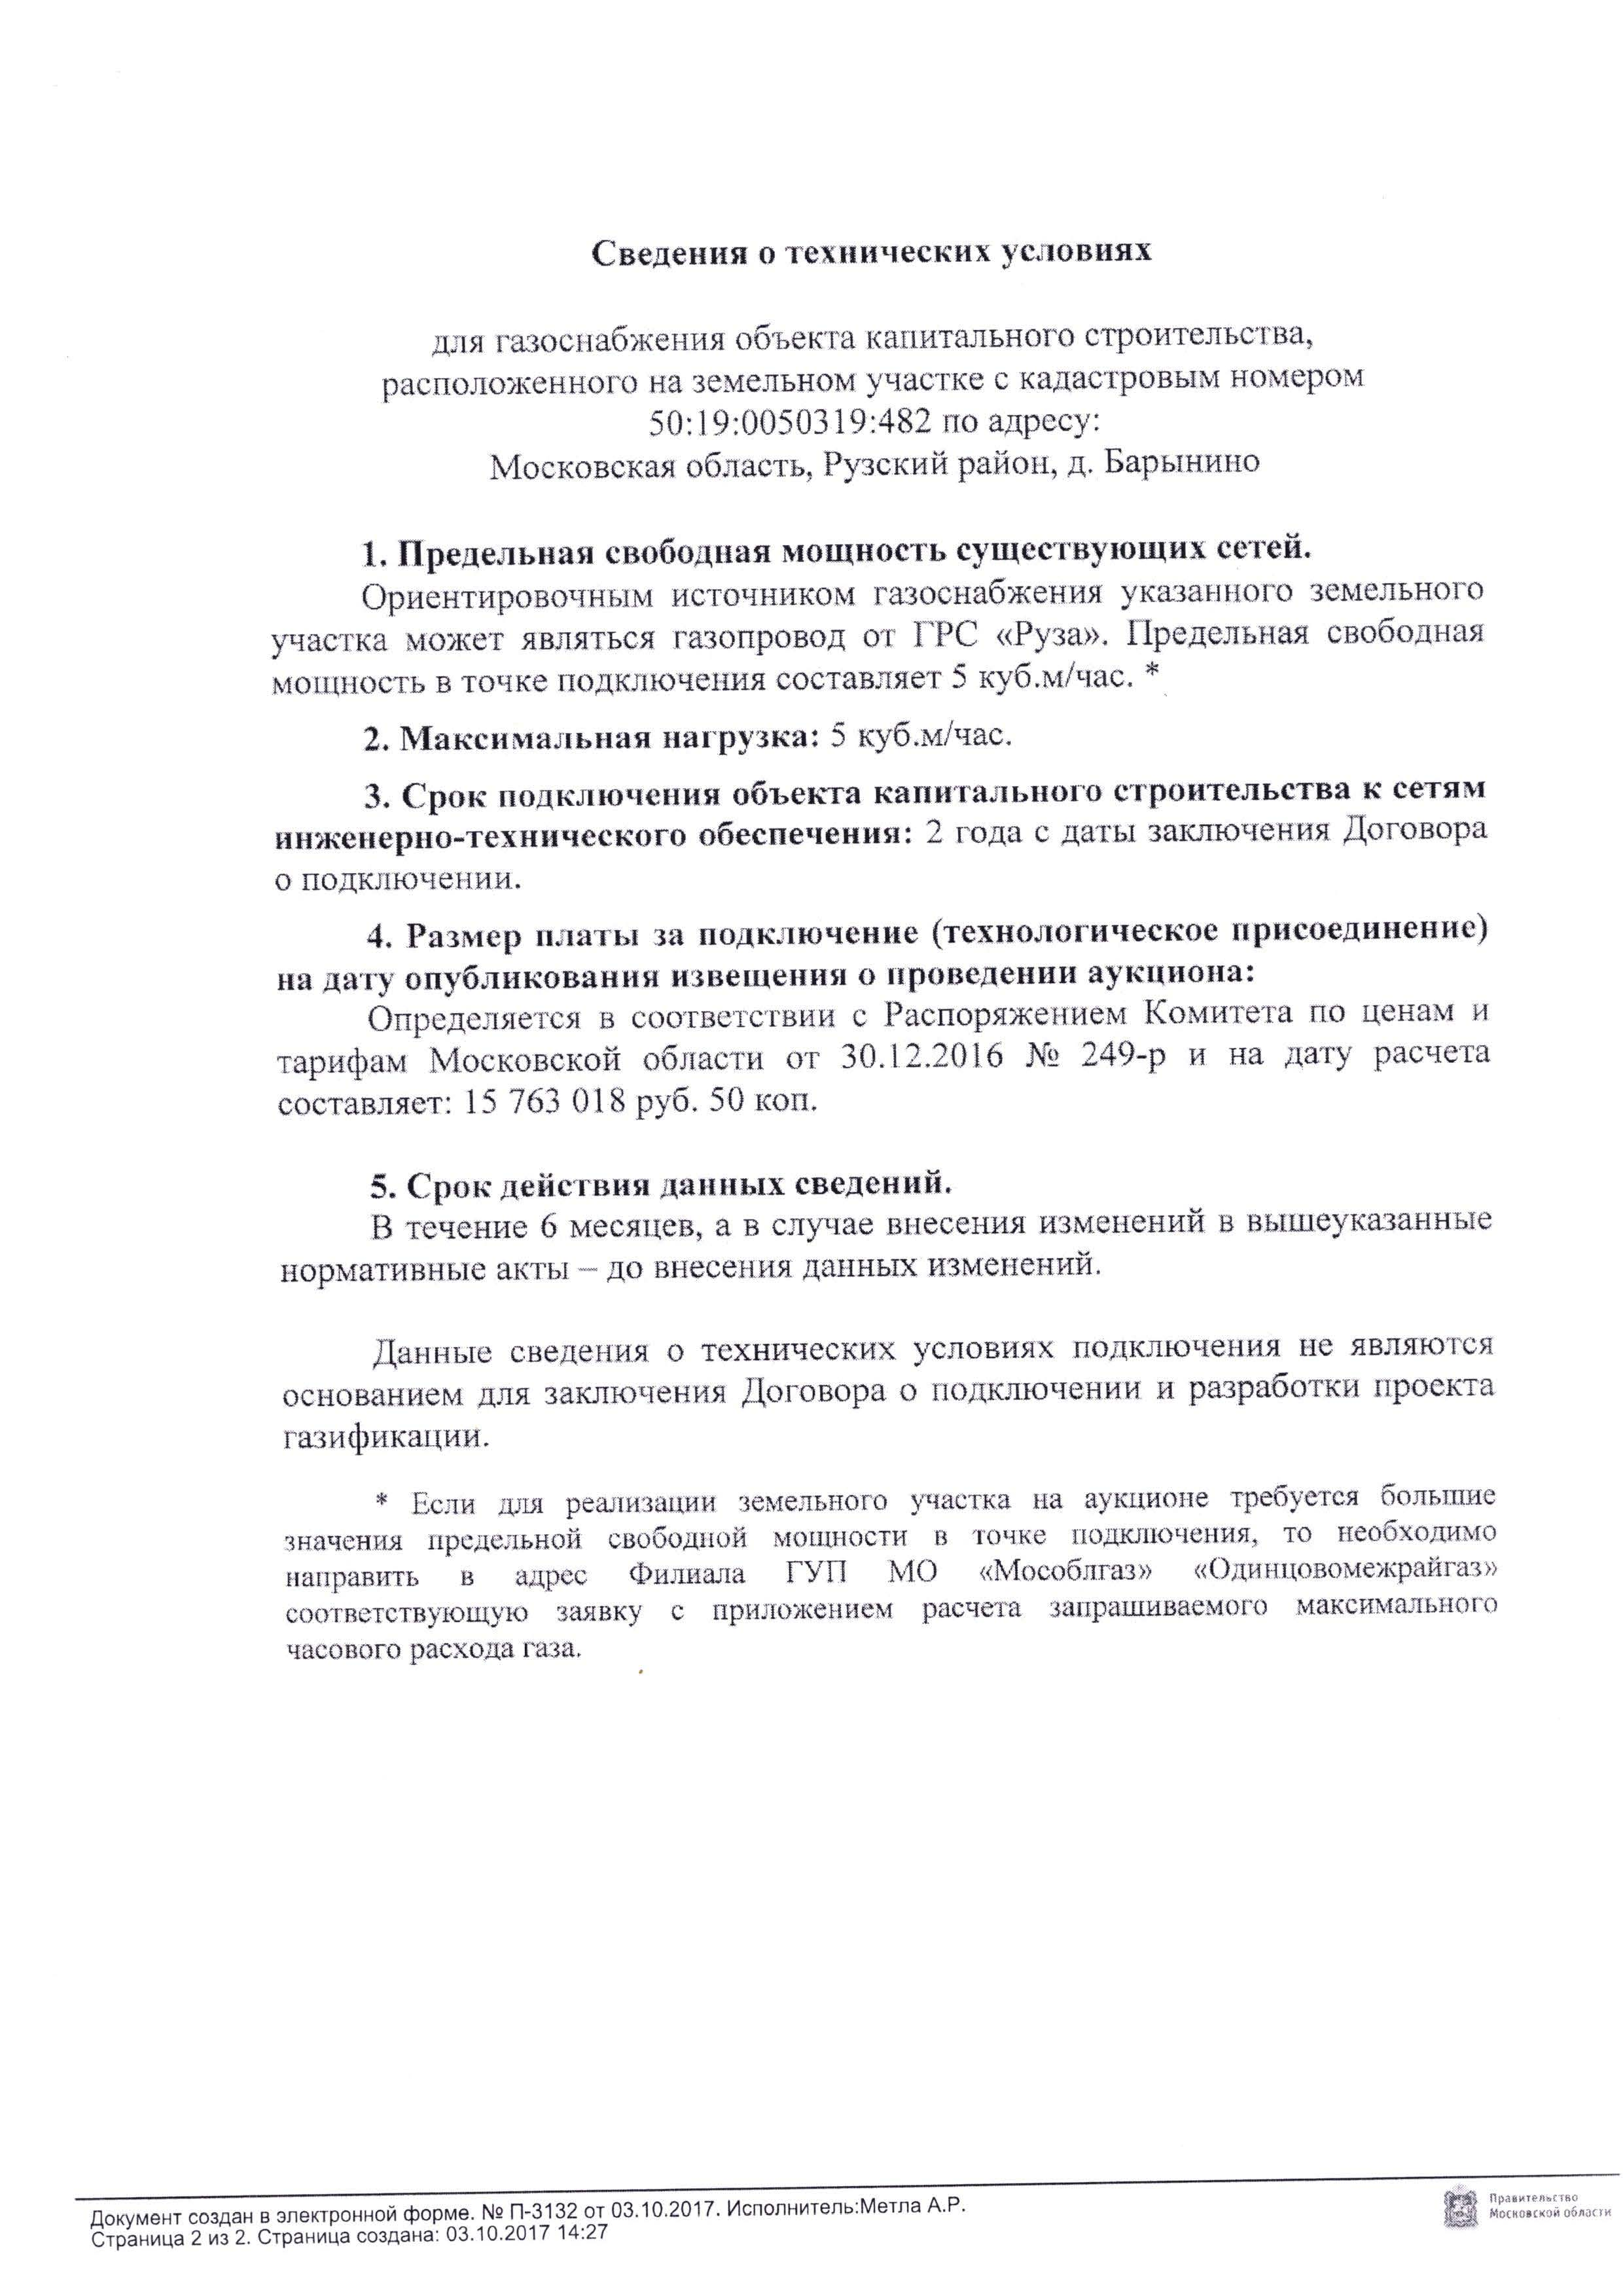 Сведения о технических условиях
для газоснабжения объекта капитального строительства,
расположенного на земельном участке с кадастровым номером
50:19:0050319:482 по адресу:
Московская область, Рузский район, д. Барынино
1. Предельная свободная мощность существующих сетей.
Ориентировочным источником газоснабжения указанного земельного
участка может являться газопровод от ГРС «Руза». Предельная свободная
мощность в точке подключения составляет 5 куб.м/час. *
2. Максимальная нагрузка: 5 куб.м/час.
3. Срок подключения объекта капитального строительства к сетям
инженерно-технического обеспечения: 2 года с даты заключения Договора
о подключении.
4. Размер платы за подключение (технологическое присоединение)
на дату опубликования извещения о проведении аукциона:
Определяется в соответствии с Распоряжением Комитета по ценам и
тарифам Московской области от 30.12.2016 № 249-р и на дату расчета
составляет: 15 763 018 руб. 50 коп.
5. Срок действия данных сведений.
В течение 6 месяцев, а в случае внесения изменений в вышеуказанные
нормативные акты – до внесения данных изменений.
Данные сведения о технических условиях подключения не являются
основанием для заключения Договора о подключении и разработки проекта
газификации.
* Если для реализации земельного участка на аукционе требуется большие
значения предельной свободной мощности в точке подключения, то необходимо
направить в адрес Филиала ГУП МО «Мособлгаз» «Одинцовомежрайгаз»
соответствующую заявку с приложением расчета запрашиваемого максимального
часового расхода газа.
Документ создан в электронной форме. № П-3132 от 03.10.2017. Исполнитель:Метла А.Р.
Страница 2 из 2. Страница создана: 03.10.2017 14:27
Правительство
Московской области